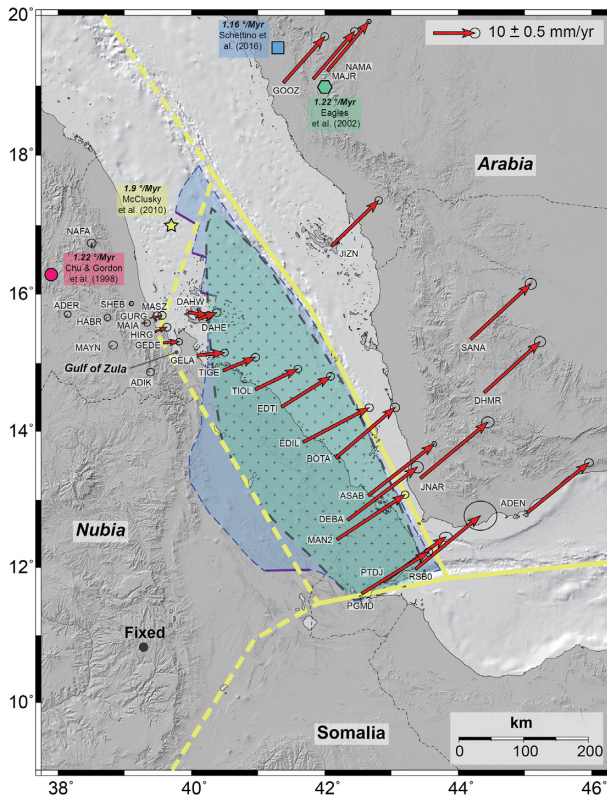 20°
18°
16°
14°
12°
10°
38°
40°
42°
44°
46°
1.16 °/Myr
Schettino
et al. (2016)
10 ± 0.5 mm/yr
NAMA
MAJR
GOOZ
1.22 °/Myr
Eagles
et al. (2002)
Arabia
1.9 °/Myr
McClusky
et al. (2010)
NAFA
1.22 °/Myr
Chu & Gordon
et al. (1998)
JIZN
SHEB
MASZ
DAHW
ADER
GURG
HABR
MAIA
DAHE
HIRG
MAYN
GEDE
GELA
SANA
Gulf of Zula
TIGE
ADIK
TIOL
DHMR
EDTI
EDIL
BOTA
ASAB
JNAR
ADEN
DEBA
Nubia
MAN2
PTDJ
RSB0
PGMD
Fixed
Somalia
km
0
100
200